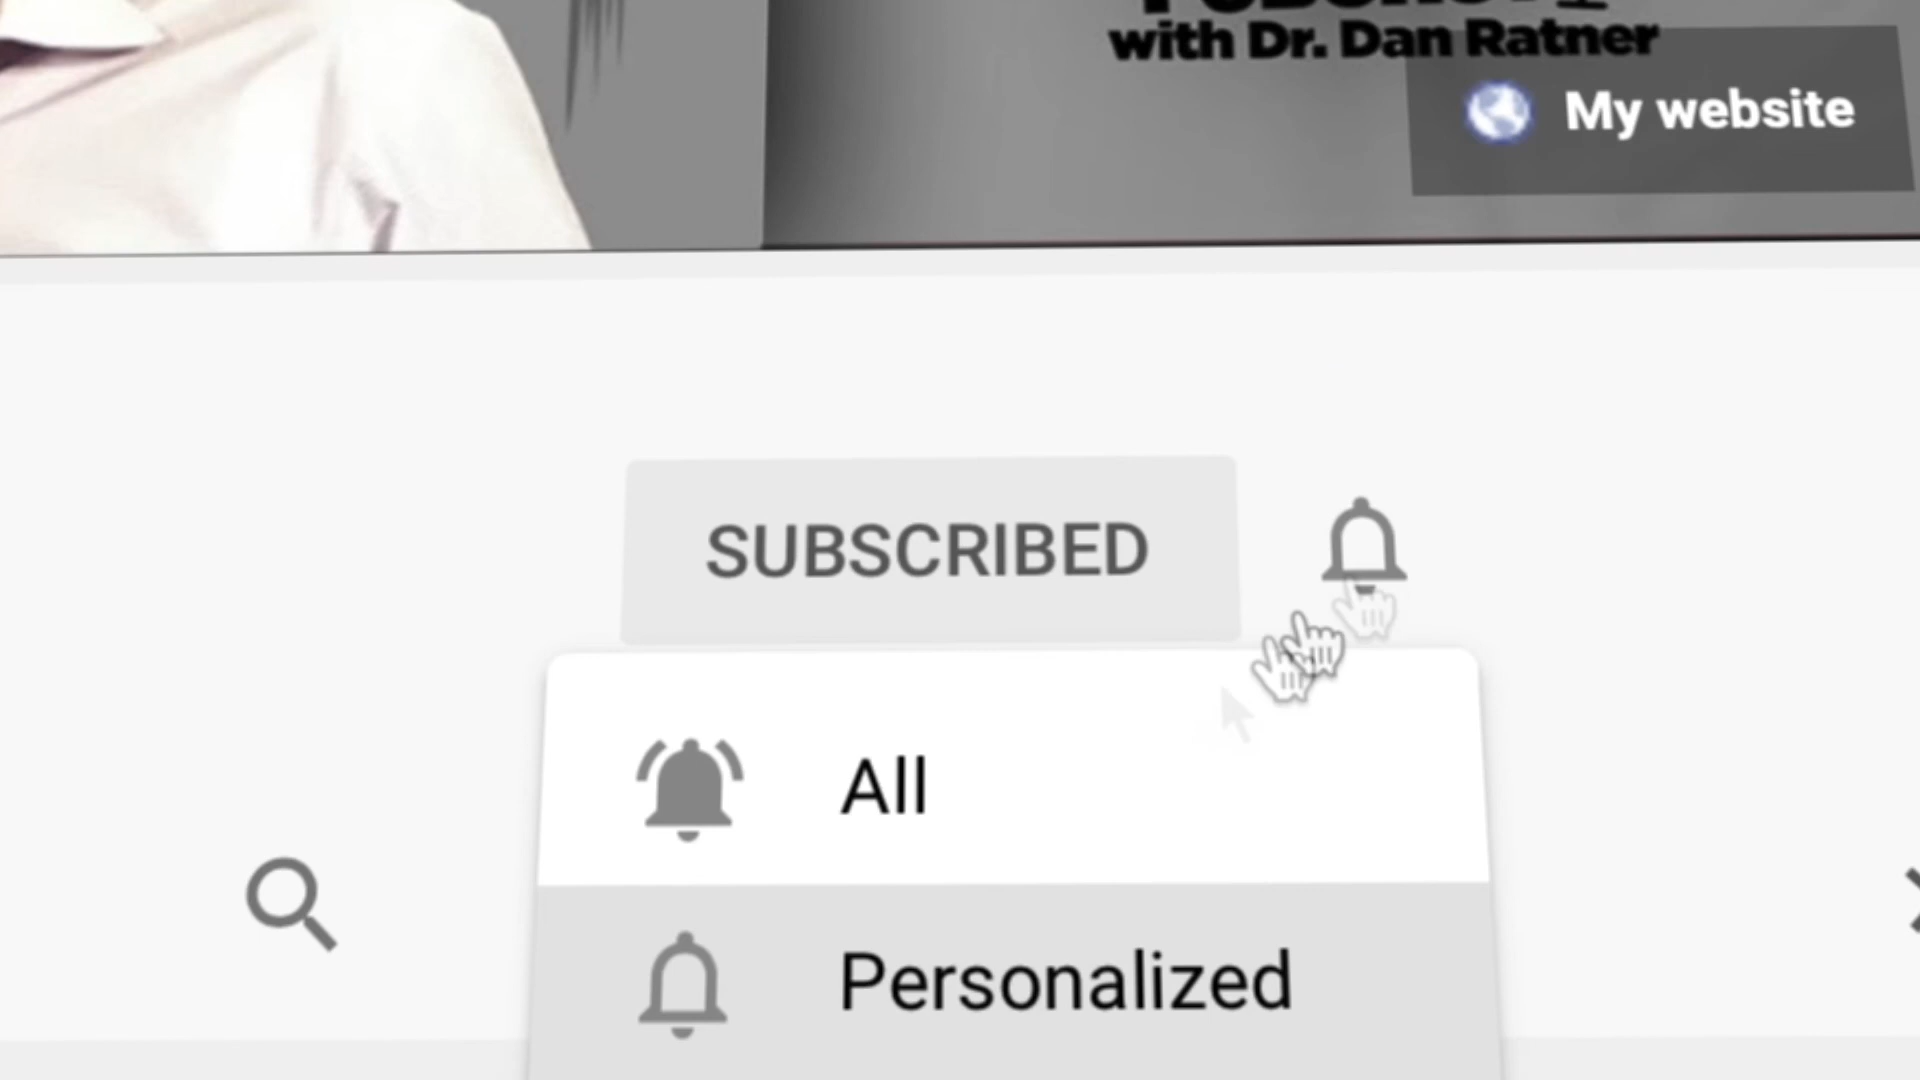 with Dr. Dan Ratner
My website
SUBSCRIBED
All
Personalized